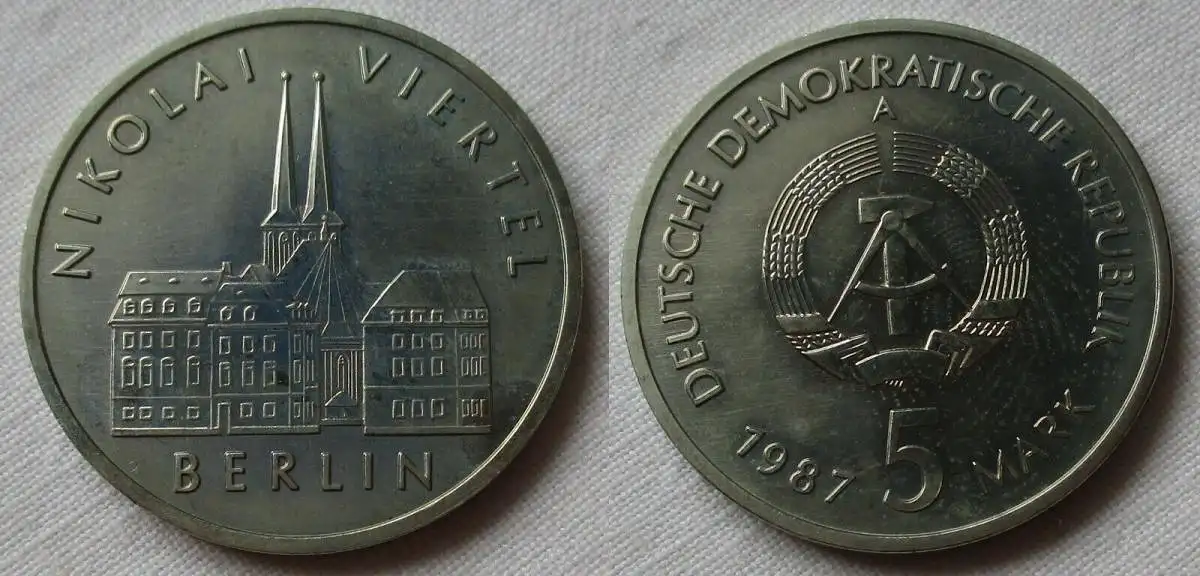 NIKOLAI VIERTEL
BERLIN
DEUTSCHE DEMOKRATISCHE REPUBLIK
A
1987 5 MARK